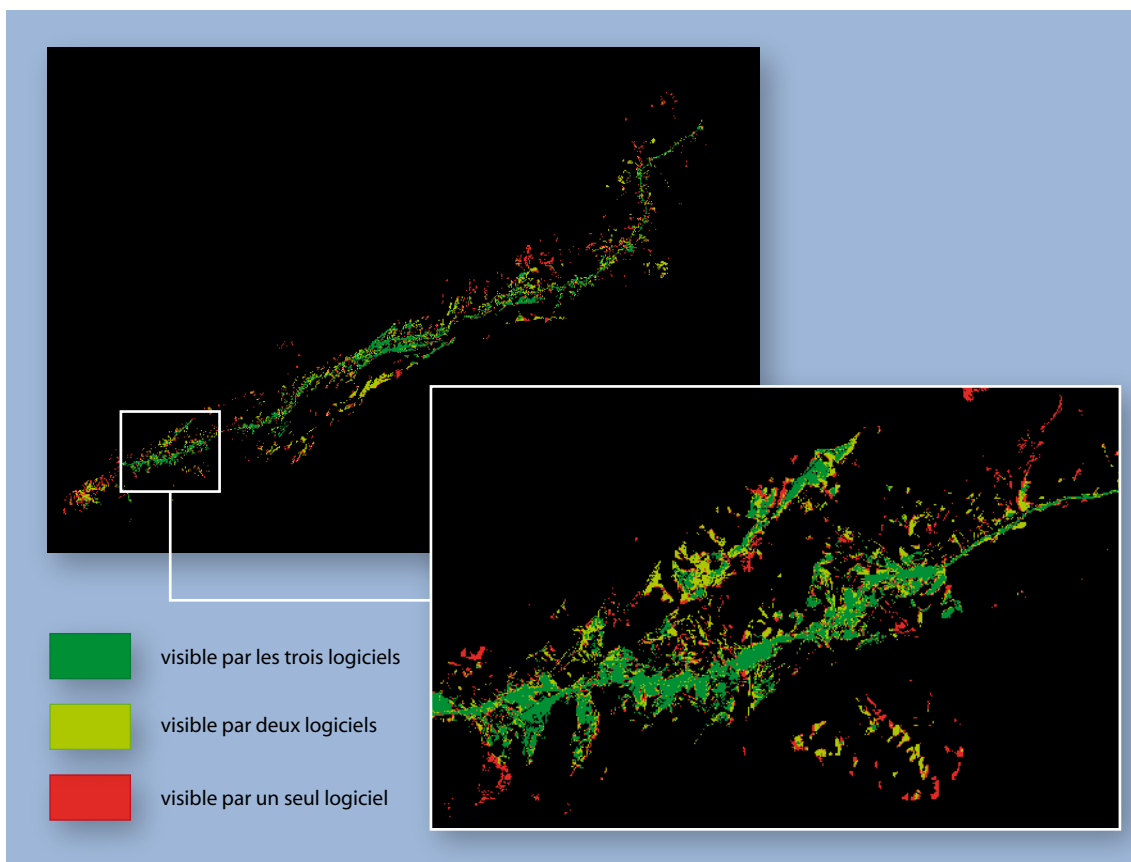 visible par les trois logiciels
visible par deux logiciels
visible par un seul logiciel